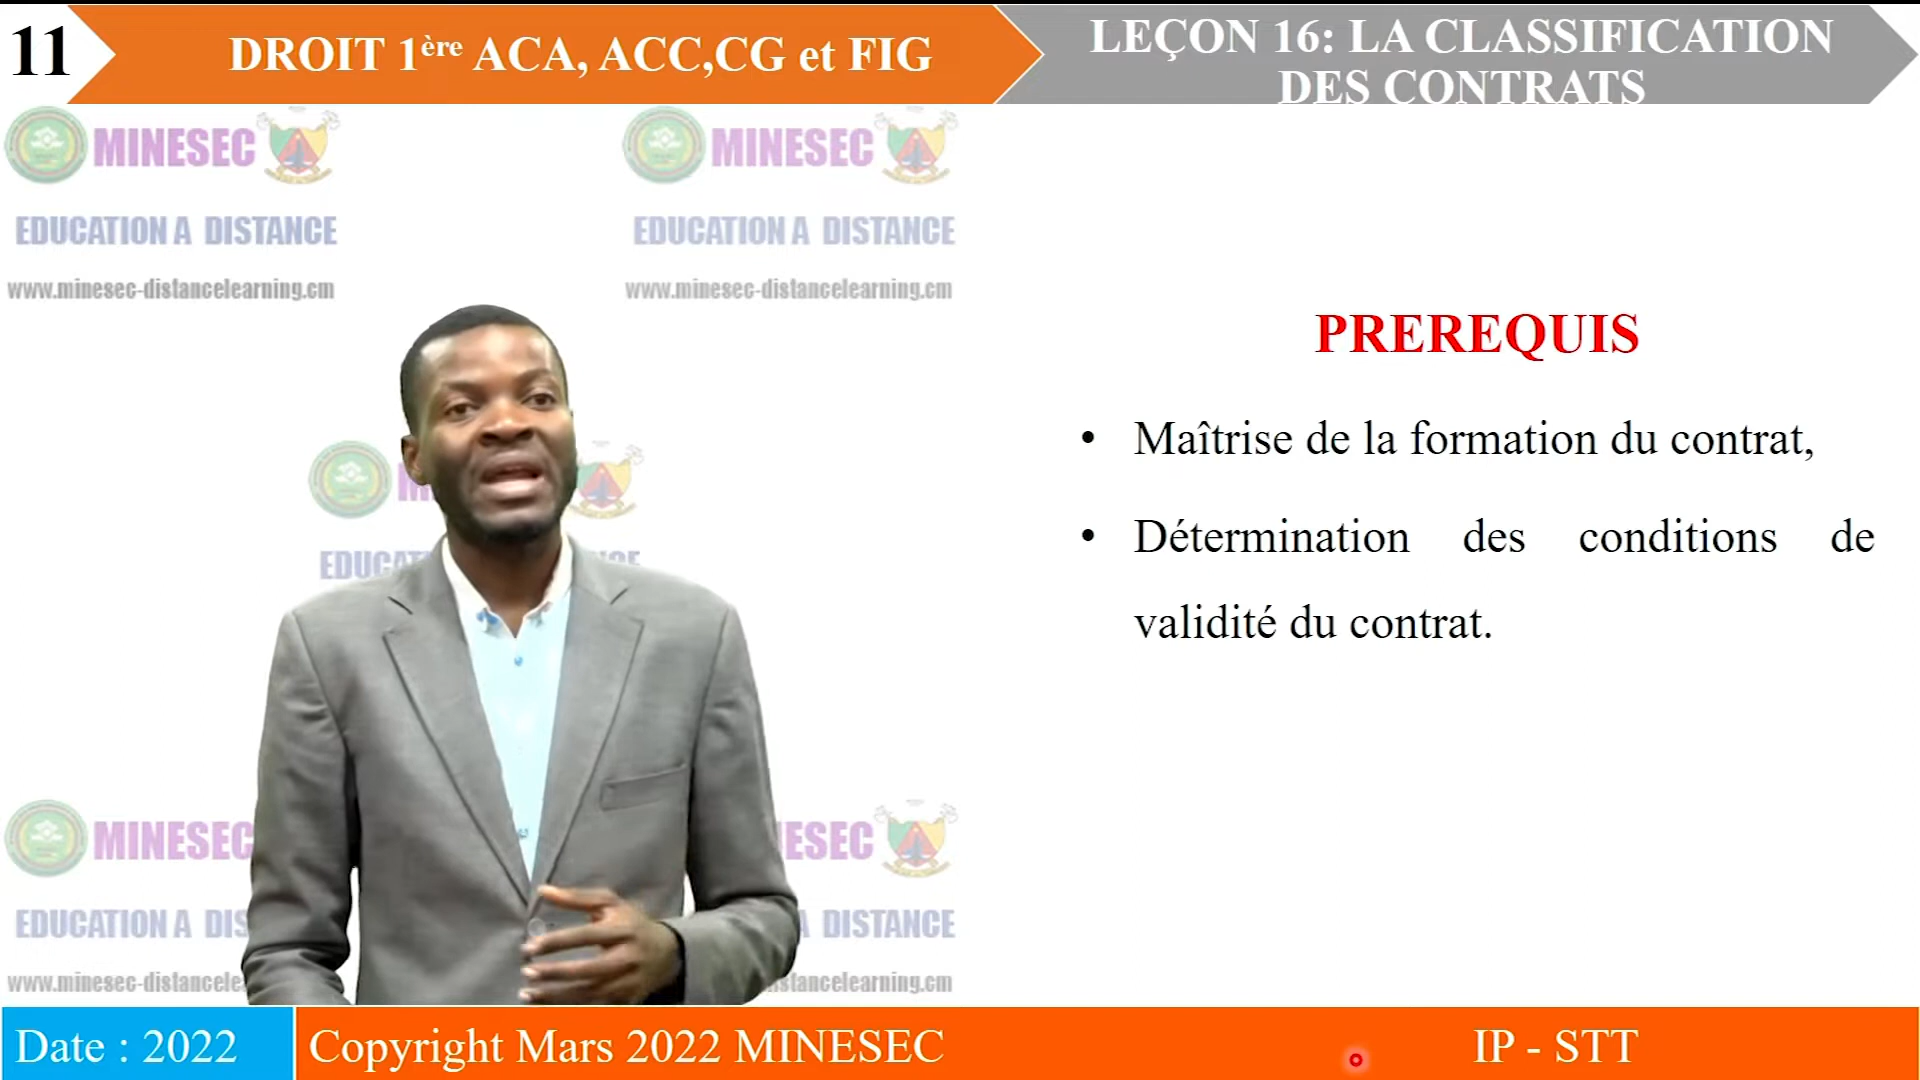 11
DROIT 1ère ACA, ACC,CG et FIG
LEÇON 16: LA CLASSIFICATION
DES CONTRATS
MINESEC
MINESEC
EDUCATION A DISTANCE
EDUCATION A DISTANCE
www.minesec-distancelearning.cm
www.minesec-distancelearning.cm
PREREQUIS
• Maîtrise de la formation du contrat,
• Détermination des conditions de
validité du contrat.
MINESEC
EDUCATION A DIS
www.minesec-distancele
ESEC
A DISTANCE
stancelearning.cm
Date : 2022
Copyright Mars 2022 MINESEC
IP - STT